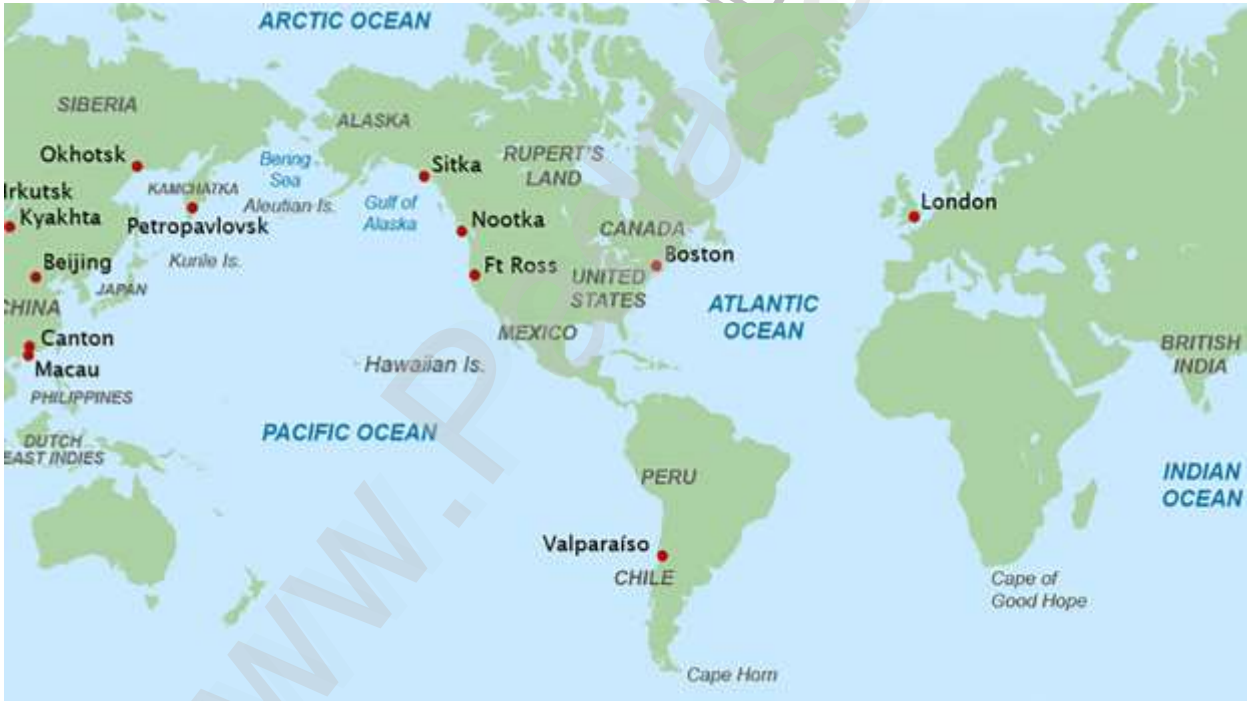 ARCTIC OCEAN
SIBERIA
ALASKA
Okhotsk
Bering
Sea
Sitka
RUPERT'S
LAND
Irkutsk
KAMCHATKA
Aleutian Is.
Gulf of
Alaska
London
Kyakhta
Petropavlovsk
Nootka
CANADA
Boston
Beijing
Kurile Is.
Ft Ross
UNITED
STATES
JAPAN
CHINA
ATLANTIC
OCEAN
Canton
Macau
MEXICO
BRITISH
INDIA
Hawaiian Is.
PHILIPPINES
DUTCH
EAST INDIES
PACIFIC OCEAN
PERU
INDIAN
OCEAN
Valparaíso
CHILE
Cape of
Good Hope
Cape Horn